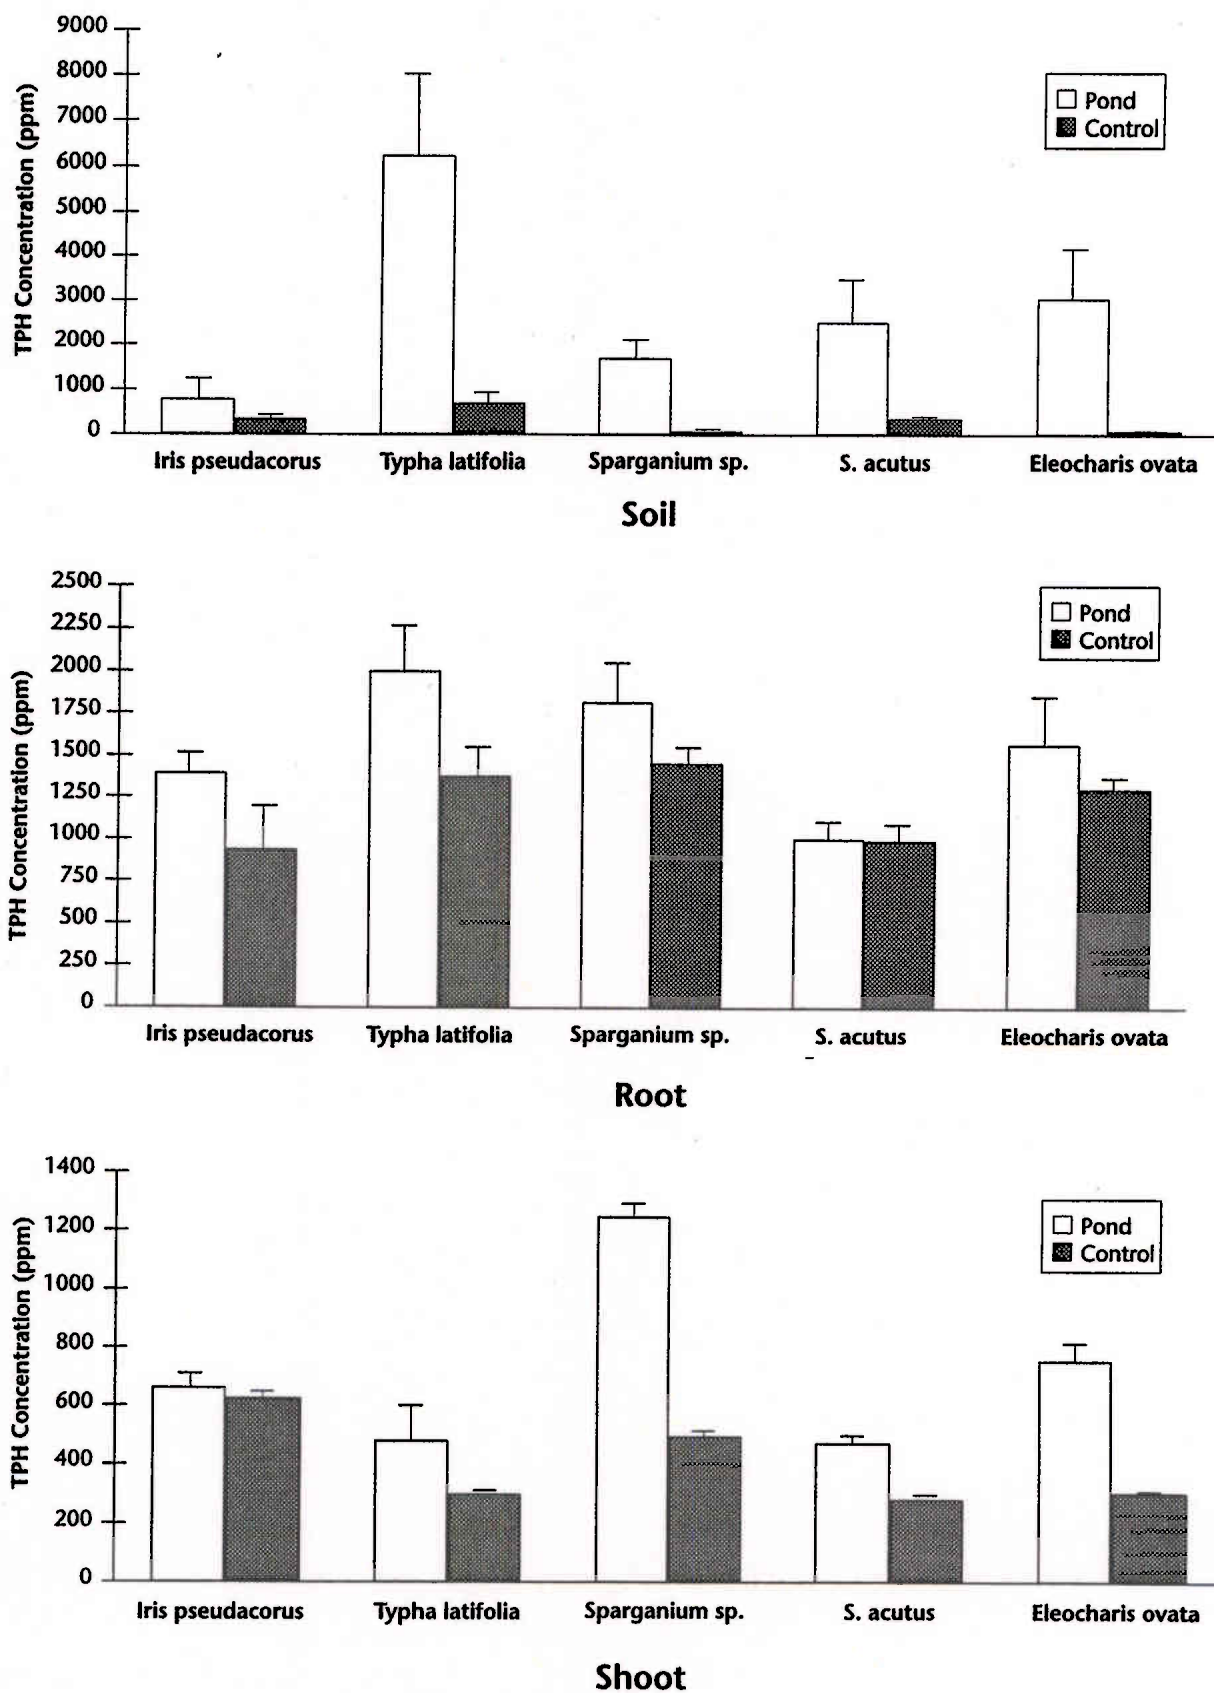 9000
8000
7000
6000
5000
4000
3000
2000
1000
0
TPH Concentration (ppm)
Pond
Control
Iris pseudacorus Typha latifolia Sparganium sp. S. acutus Eleocharis ovata
Soil
2500
2250
2000
1750
1500
1250
1000
750
500
250
0
TPH Concentration (ppm)
Pond
Control
Iris pseudacorus Typha latifolia Sparganium sp. S. acutus Eleocharis ovata
Root
1400
1200
1000
800
600
400
200
0
TPH Concentration (ppm)
Pond
Control
Iris pseudacorus Typha latifolia Sparganium sp. S. acutus Eleocharis ovata
Shoot